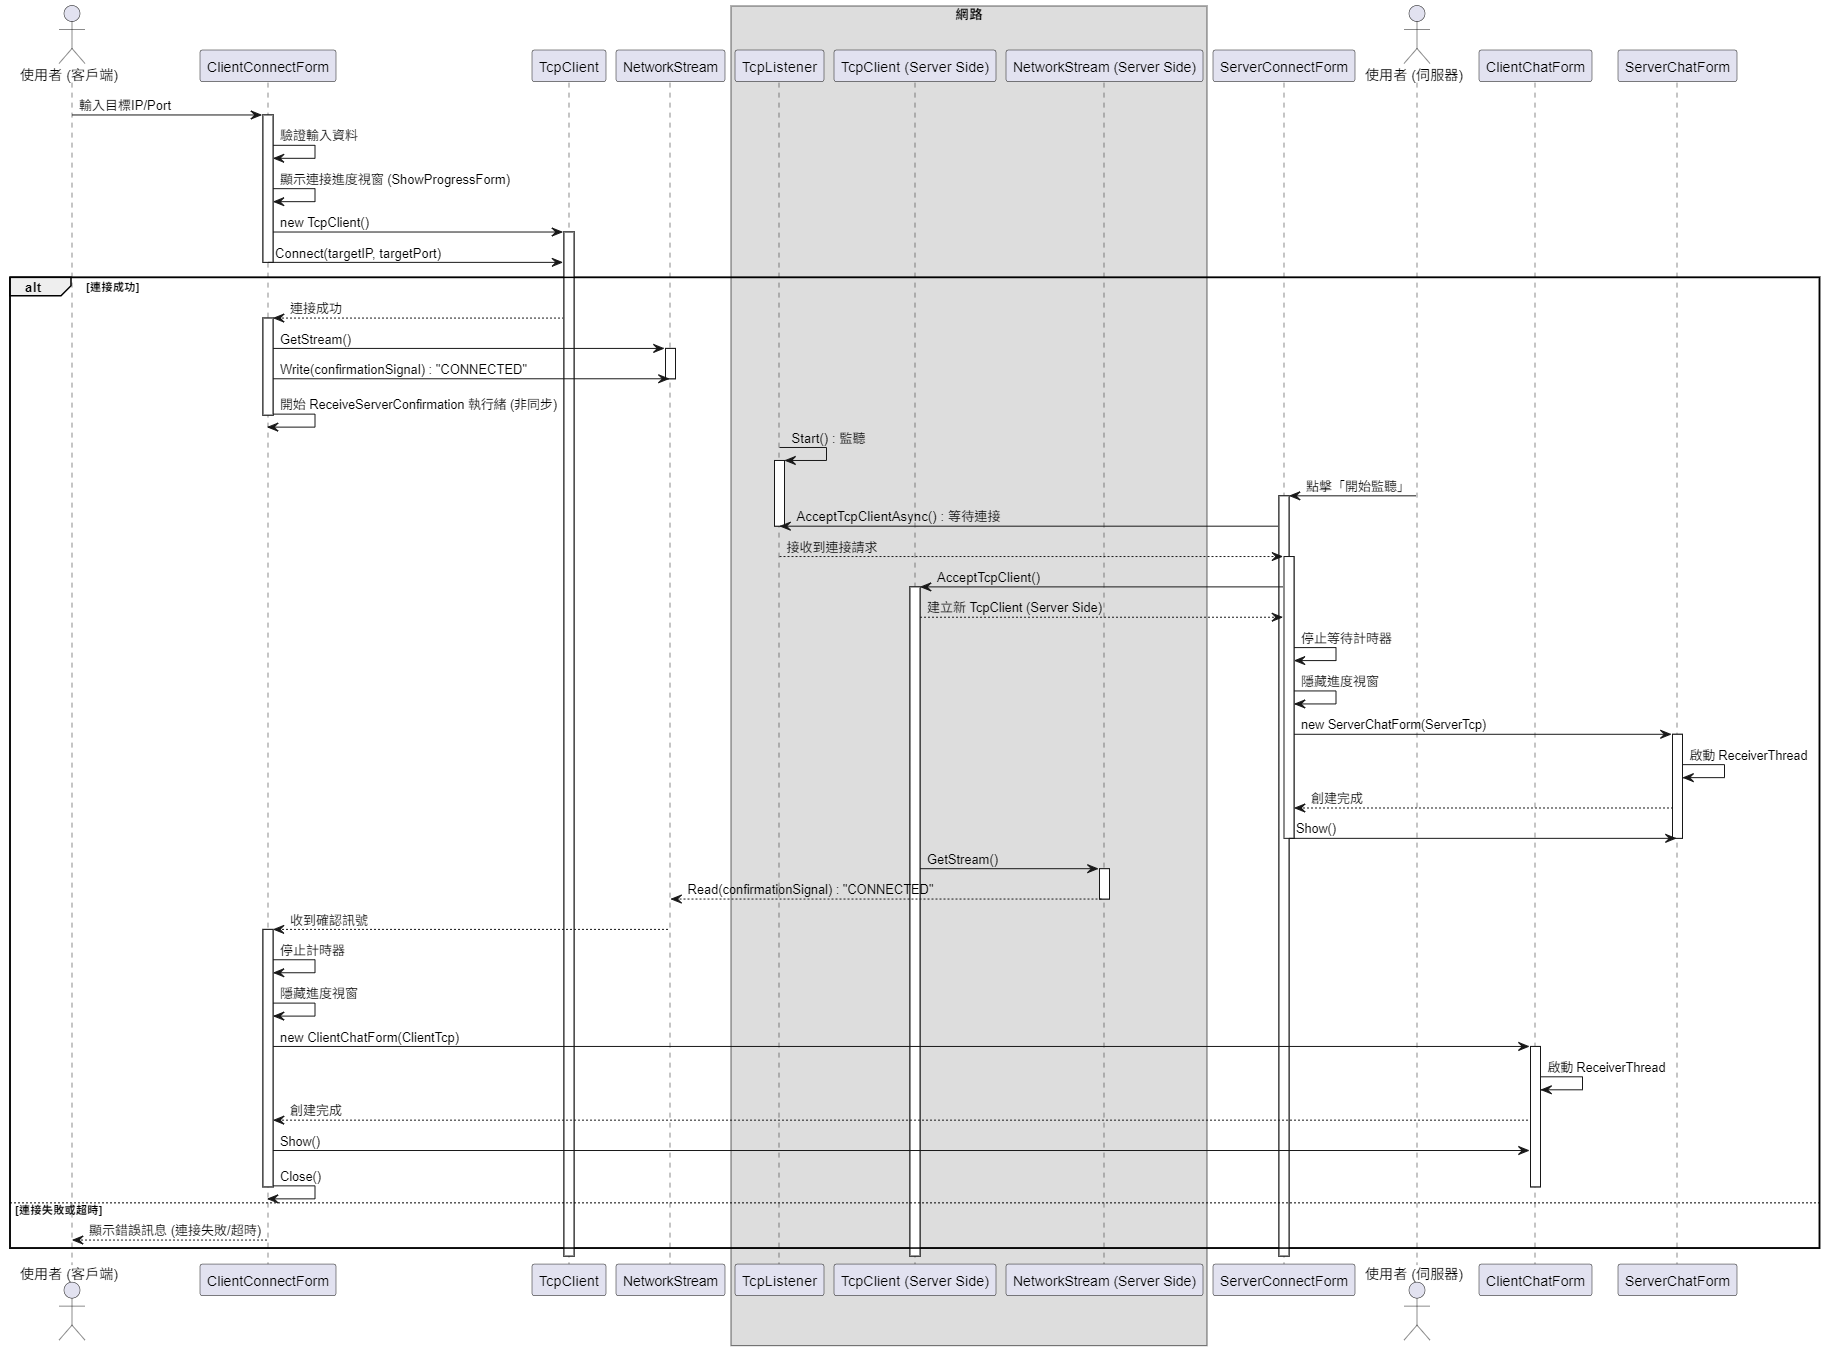 網路
使用者 (客戶端)
ClientConnectForm
TcpClient
NetworkStream
TcpListener
TcpClient (Server Side)
NetworkStream (Server Side)
ServerConnectForm
使用者 (伺服器)
ClientChatForm
ServerChatForm
輸入目標IP/Port
驗證輸入資料
顯示連接進度視窗 (ShowProgressForm)
new TcpClient()
Connect(targetIP, targetPort)
alt
[連接成功]
連接成功
GetStream()
Write(confirmationSignal) : "CONNECTED"
開始 ReceiveServerConfirmation 執行緒 (非同步)
Start() : 監聽
點擊「開始監聽」
AcceptTcpClientAsync() : 等待連接
接收到連接請求
AcceptTcpClient()
建立新 TcpClient (Server Side)
停止等待計時器
隱藏進度視窗
new ServerChatForm(ServerTcp)
啟動 ReceiverThread
創建完成
Show()
GetStream()
Read(confirmationSignal) : "CONNECTED"
收到確認訊號
停止計時器
隱藏進度視窗
new ClientChatForm(ClientTcp)
啟動 ReceiverThread
創建完成
Show()
Close()
[連接失敗或超時]
顯示錯誤訊息 (連接失敗/超時)
使用者 (客戶端)
ClientConnectForm
TcpClient
NetworkStream
TcpListener
TcpClient (Server Side)
NetworkStream (Server Side)
ServerConnectForm
使用者 (伺服器)
ClientChatForm
ServerChatForm